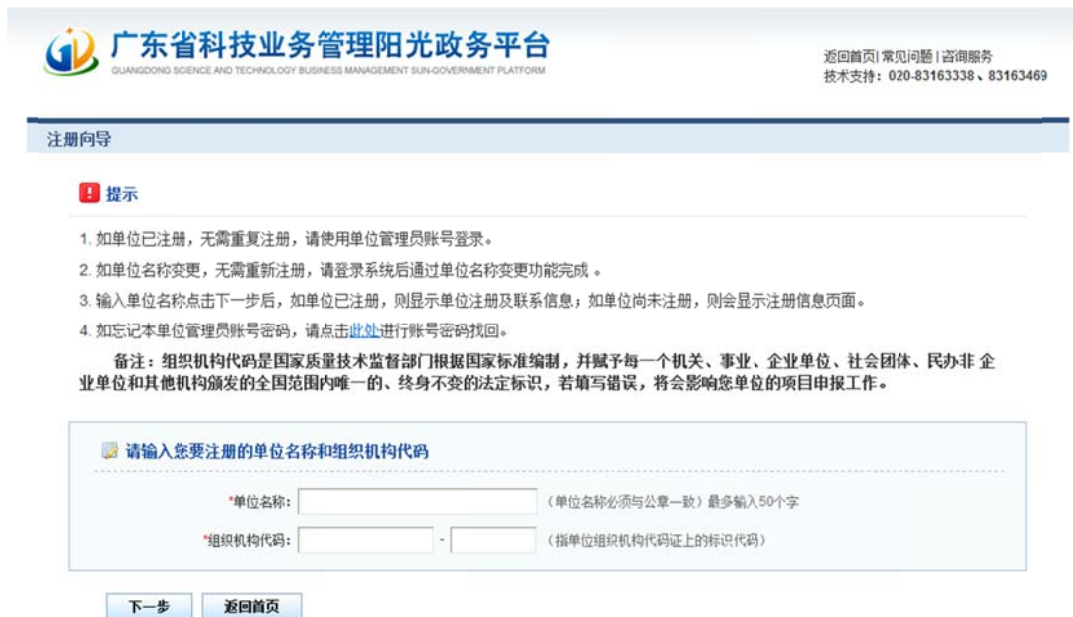 广东省科技业务管理阳光政务平台
GUANGDONG SCIENCE AND TECHNOLOGY BUSINESS MANAGEMENT SUN-GOVERNMENT PLATFORM
返回首页| 常见问题 | 咨询服务
技术支持：020-83163338、83163469
注册向导
提示
1. 如单位已注册，无需重复注册，请使用单位管理员账号登录。
2. 如单位名称变更，无需重新注册，请登录系统后通过单位名称变更功能完成 。
3. 输入单位名称点击下一步后，如单位已注册，则显示单位注册及联系信息；如单位尚未注册，则会显示注册信息页面。
4. 如忘记本单位管理员账号密码，请点击此处进行账号密码找回。
备注：组织机构代码是国家质量技术监督部门根据国家标准编制，并赋予每一个机关、事业、企业单位、社会团体、民办非 企
业单位和其他机构颁发的全国范围内唯一的、终身不变的法定标识，若填写错误，将会影响您单位的项目申报工作。
请输入您要注册的单位名称和组织机构代码
*单位名称： （单位名称必须与公章一致）最多输入50个字
*组织机构代码： - （指单位组织机构代码证上的标识代码）
下一步 返回首页